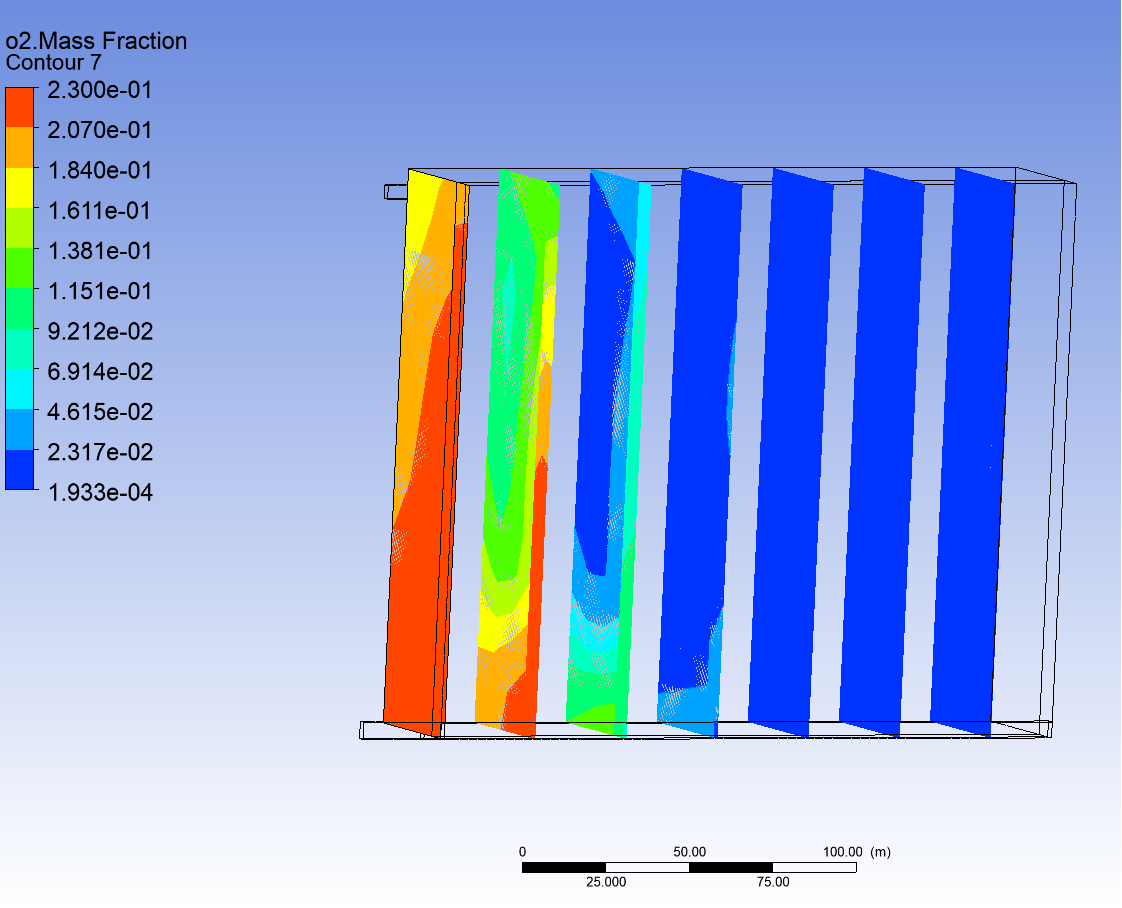 o2.Mass Fraction
Contour 7
2.300e-01
2.070e-01
1.840e-01
1.611e-01
1.381e-01
1.151e-01
9.212e-02
6.914e-02
4.615e-02
2.317e-02
1.933e-04
0 50.00 100.00 (m)
25.000 75.00